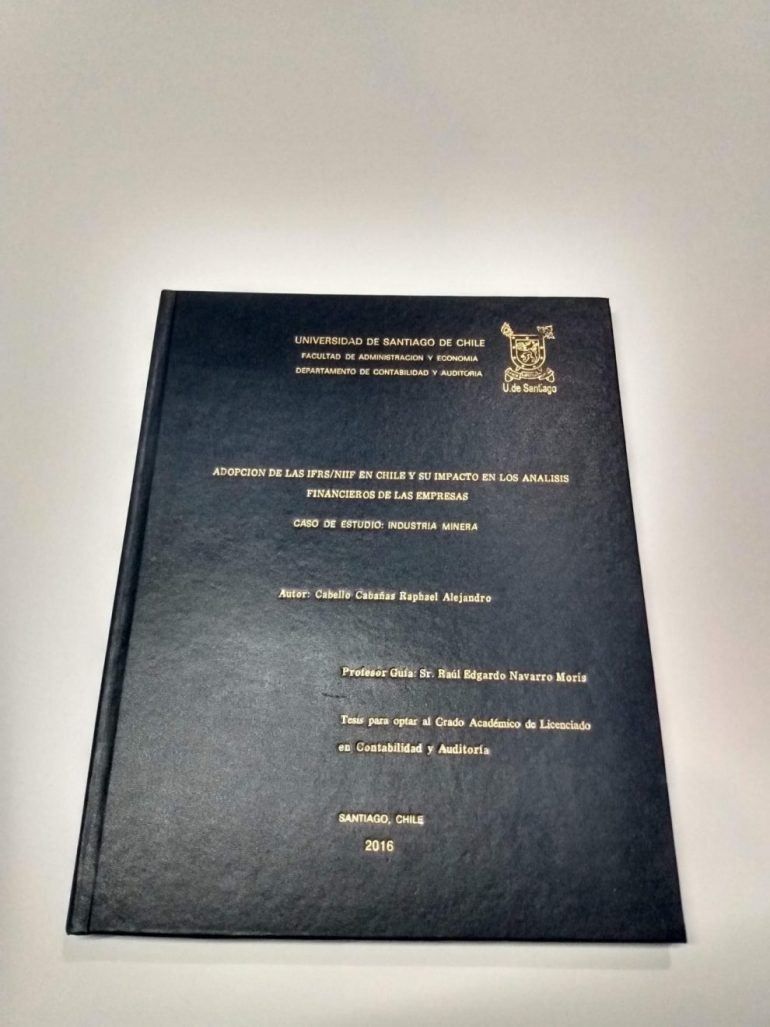 UNIVERSIDAD DE SANTIAGO DE CHILE
FACULTAD DE ADMINISTRACION Y ECONOMIA
DEPARTAMENTO DE CONTABILIDAD Y AUDITORIA
U.de Santiago
ADOPCION DE LAS IFRS/NIIF EN CHILE Y SU IMPACTO EN LOS ANALISIS
FINANCIEROS DE LAS EMPRESAS
CASO DE ESTUDIO: INDUSTRIA MINERA
Autor: Cabello Cabañas Raphael Alejandro
Profesor Guía: Sr. Raúl Edgardo Navarro Moris
Tesis para optar al Grado Académico de Licenciado
en Contabilidad y Auditoría
SANTIAGO, CHILE
2016